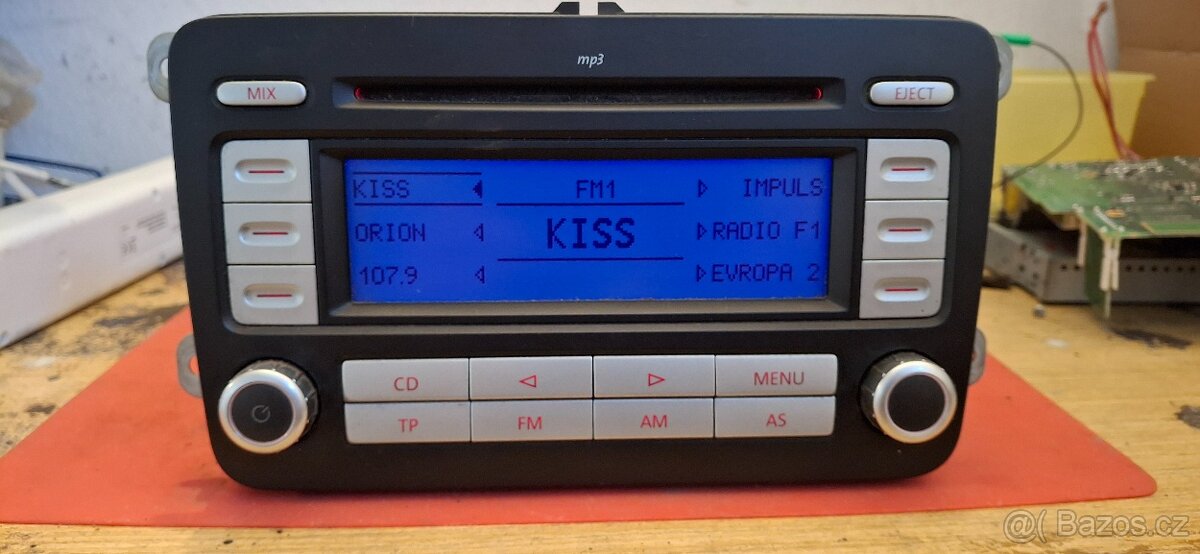 mp3
MIX
EJECT
KISS FM1 IMPULS
ORION KISS RADIO F1
107.9 EVROPA 2
CD MENU
TP FM AM AS
@( Bazos.cz